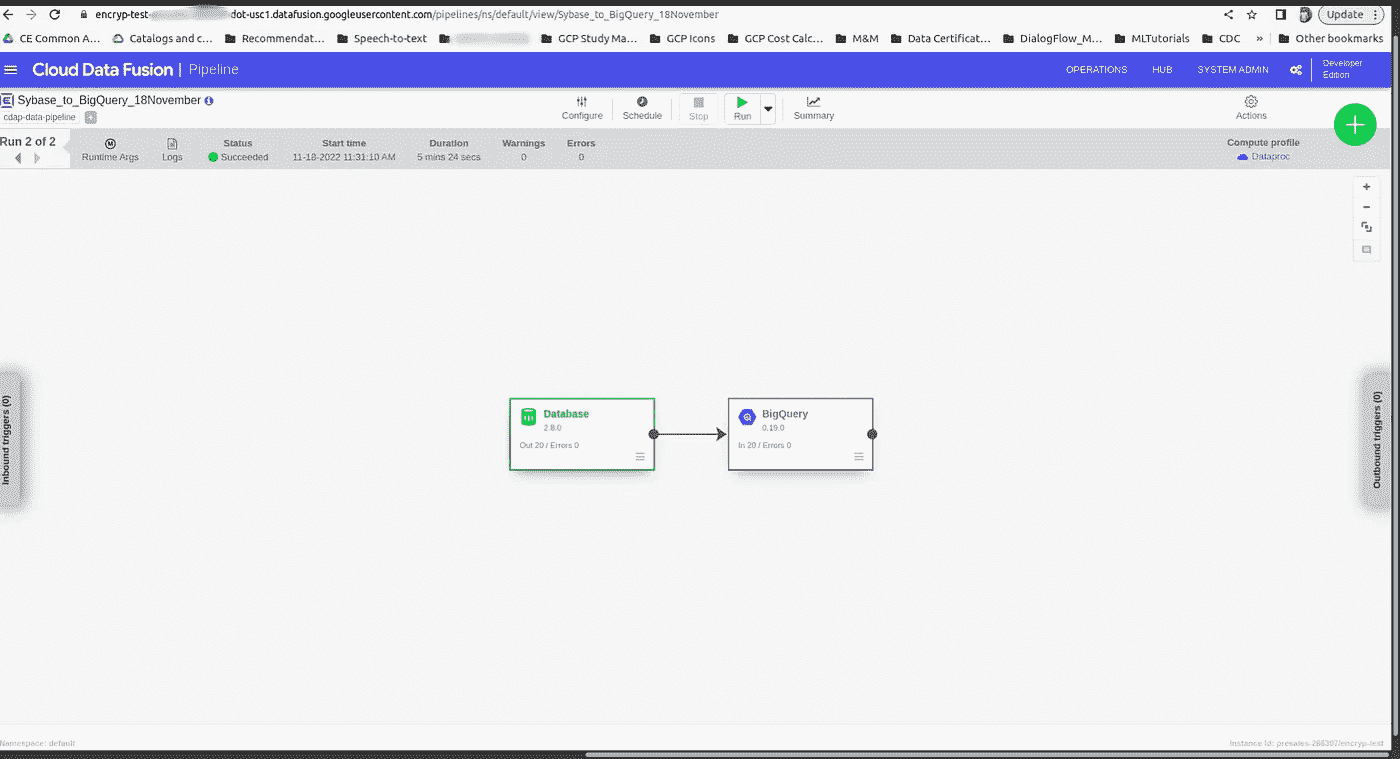 encryp-test- dot-usc1.datafusion.googleusercontent.com/pipelines/ns/default/view/Sybase_to_BigQuery_18November
Update
CE Common A...
Catalogs and c...
Recommendat...
Speech-to-text
GCP Study Ma...
GCP Icons
GCP Cost Calc...
M&M
Data Certificat...
DialogFlow_M...
MLTutorials
CDC
»
Other bookmarks
Cloud Data Fusion | Pipeline
OPERATIONS
HUB
SYSTEM ADMIN
Developer
Edition
Sybase_to_BigQuery_18November
cdap-data-pipeline
Configure
Schedule
Stop
Run
Summary
Actions
Run 2 of 2
Runtime Args
Logs
Status
Succeeded
Start time
11-18-2022 11:31:10 AM
Duration
5 mins 24 secs
Warnings
0
Errors
0
Compute profile
Dataproc
Inbound triggers (0)
Database
2.8.0
Out 20 / Errors 0
BigQuery
0.19.0
In 20 / Errors 0
Outbound triggers (0)
Namespace: default
Instance Id: /encryp-test